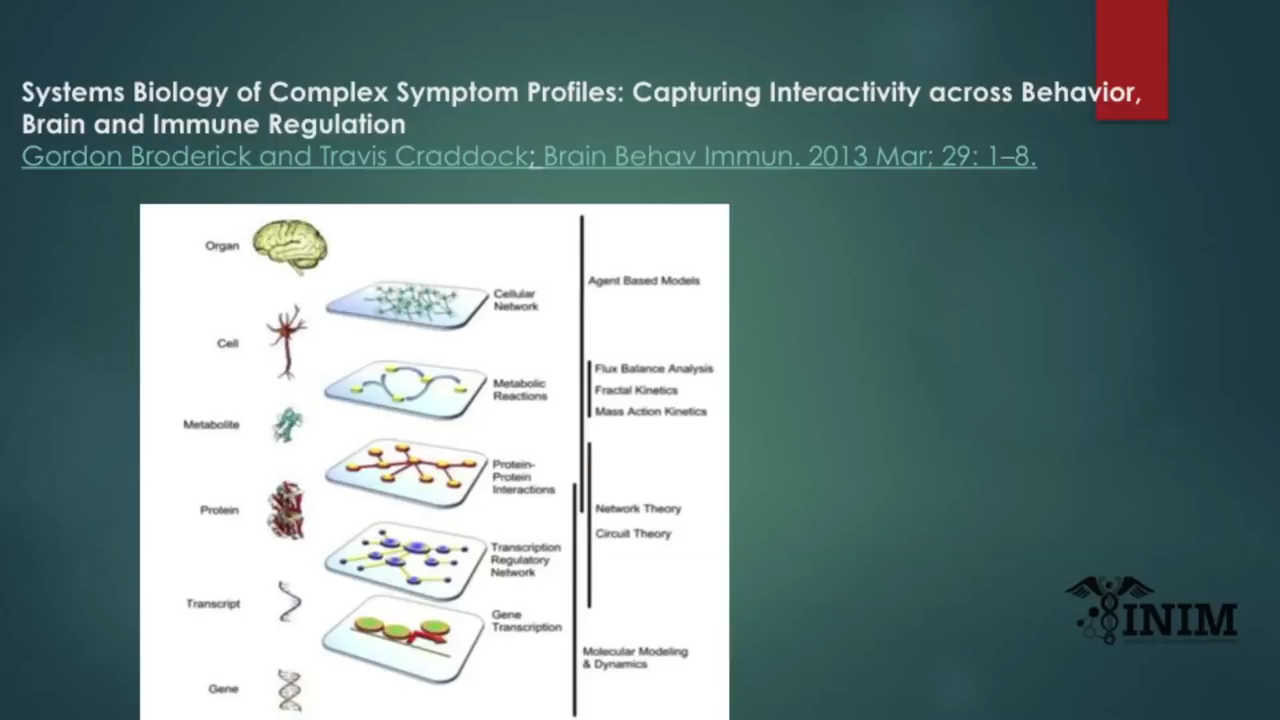 Systems Biology of Complex Symptom Profiles: Capturing Interactivity across Behavior,
Brain and Immune Regulation
Gordon Broderick and Travis Craddock; Brain Behav Immun. 2013 Mar; 29: 1–8.
Organ
Cellular
Network
Agent Based Models
Cell
Metabolic
Reactions
Flux Balance Analysis
Fractal Kinetics
Mass Action Kinetics
Metabolite
Protein-
Protein
Interactions
Protein
Network Theory
Circuit Theory
Transcription
Regulatory
Network
Transcript
Gene
Transcription
Molecular Modeling
& Dynamics
Gene
INIM